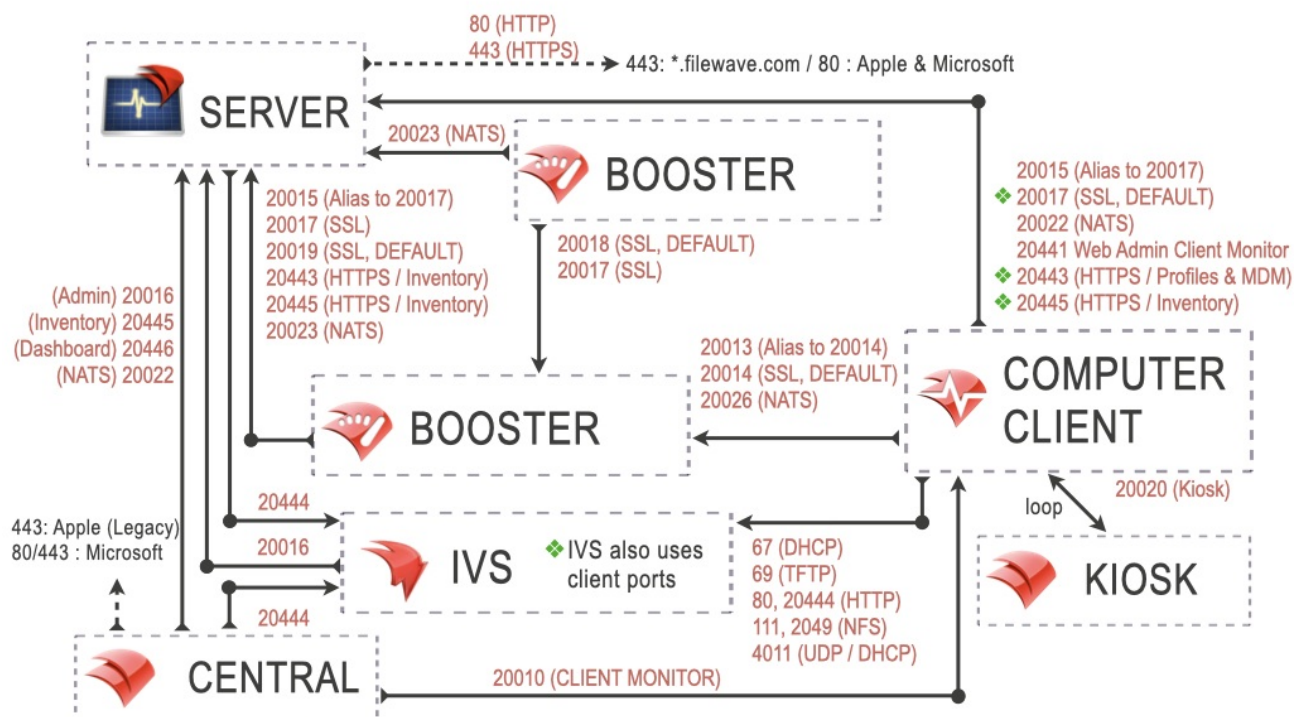 80 (HTTP)
443 (HTTPS)
443: *.filewave.com / 80 : Apple & Microsoft
SERVER
20023 (NATS)
BOOSTER
20015 (Alias to 20017)
20017 (SSL)
20019 (SSL, DEFAULT)
20443 (HTTPS / Inventory)
20445 (HTTPS / Inventory)
20023 (NATS)
20018 (SSL, DEFAULT)
20017 (SSL)
20015 (Alias to 20017)
❖ 20017 (SSL, DEFAULT)
20022 (NATS)
20441 Web Admin Client Monitor
❖ 20443 (HTTPS / Profiles & MDM)
❖ 20445 (HTTPS / Inventory)
(Admin) 20016
(Inventory) 20445
(Dashboard) 20446
(NATS) 20022
BOOSTER
20013 (Alias to 20014)
20014 (SSL, DEFAULT)
20026 (NATS)
COMPUTER
CLIENT
20020 (Kiosk)
loop
KIOSK
443: Apple (Legacy)
80/443 : Microsoft
20444
20016
20444
IVS
❖ IVS also uses
client ports
67 (DHCP)
69 (TFTP)
80, 20444 (HTTP)
111, 2049 (NFS)
4011 (UDP / DHCP)
CENTRAL
20010 (CLIENT MONITOR)